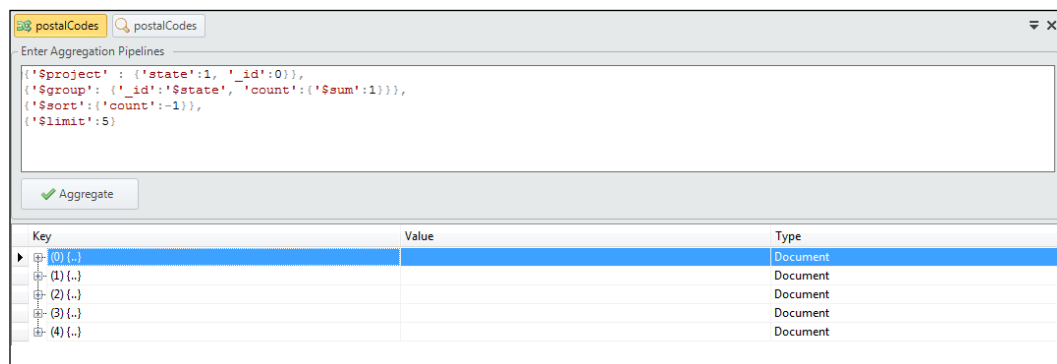 postalCodes postalCodes
Enter Aggregation Pipelines
{'$project' : {'state':1, '_id':0}},
{'$group': {'_id':'$state', 'count':{'$sum':1}}},
{'$sort':{'count':-1}},
{'$limit':5}
Aggregate
Key Value Type
(0) {..} Document
(1) {..} Document
(2) {..} Document
(3) {..} Document
(4) {..} Document